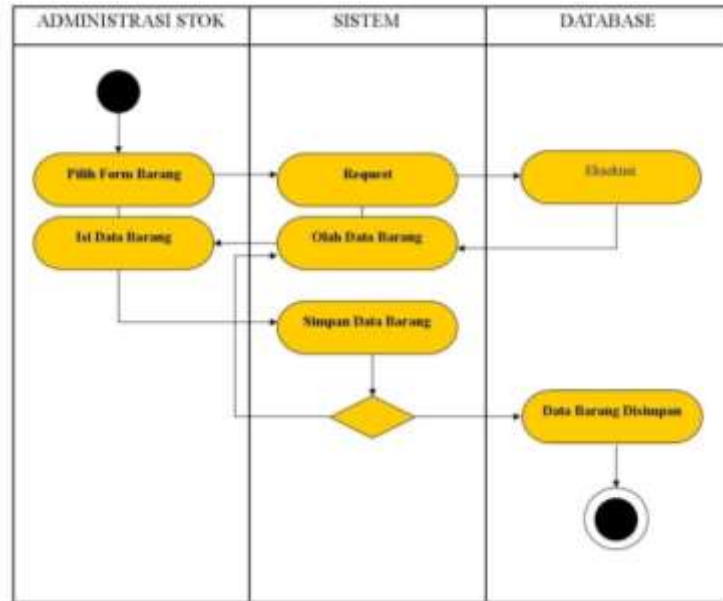 ADMINISTRASI STOK
SISTEM
DATABASE
Pilih Form Barang
Request
Eksekusi
Isi Data Barang
Olah Data Barang
Simpan Data Barang
Data Barang Disimpan